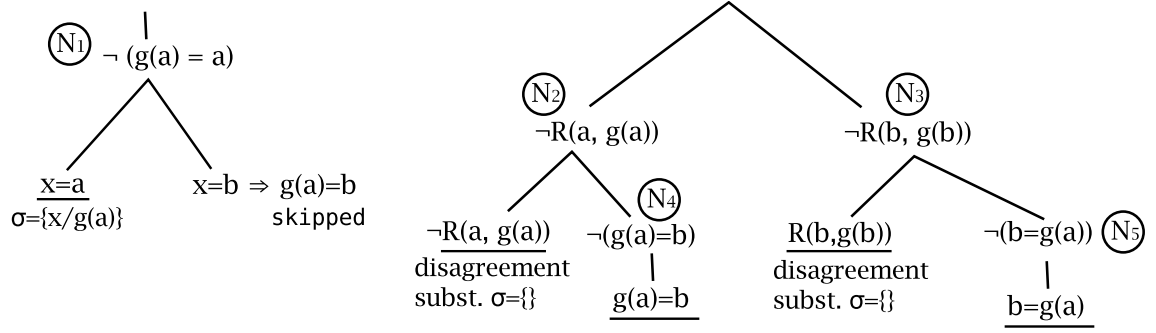 N1
¬ (g(a) = a)
x=a
σ={x/g(a)}
x=b ⇒ g(a)=b
skipped
N2
¬R(a, g(a))
N3
¬R(b, g(b))
¬R(a, g(a))
disagreement
subst. σ={}
N4
¬(g(a)=b)
g(a)=b
R(b,g(b))
disagreement
subst. σ={}
¬(b=g(a)) N5
b=g(a)